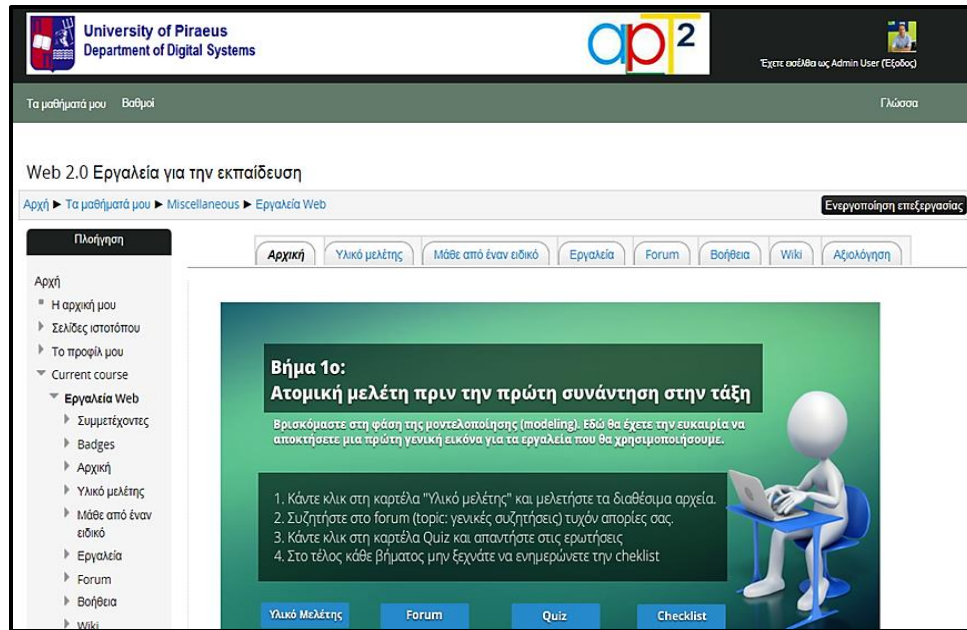 University of Piraeus
Department of Digital Systems
apT2
Έχετε εισέλθει ως Admin User (Έξοδος)
Τα μαθήματά μου Βαθμοί
Γλώσσα
Web 2.0 Εργαλεία για την εκπαίδευση
Αρχή ► Τα μαθήματά μου ► Miscellaneous ► Εργαλεία Web
Ενεργοποίηση επεξεργασίας
Πλοήγηση
Αρχική Υλικό μελέτης Μάθε από έναν ειδικό Εργαλεία Forum Βοήθεια Wiki Αξιολόγηση
Αρχή
Η αρχική μου
Σελίδες ιστοτόπου
Το προφίλ μου
Current course
Εργαλεία Web
Συμμετέχοντες
Badges
Αρχική
Υλικό μελέτης
Μάθε από έναν
ειδικό
Εργαλεία
Forum
Βοήθεια
Wiki
Βήμα 1ο:
Ατομική μελέτη πριν την πρώτη συνάντηση στην τάξη
Βρισκόμαστε στη φάση της μοντελοποίησης (modeling). Εδώ θα έχετε την ευκαιρία να
αποκτήσετε μια πρώτη γενική εικόνα για τα εργαλεία που θα χρησιμοποιήσουμε.
1. Κάντε κλικ στη καρτέλα "Υλικό μελέτης" και μελετήστε τα διαθέσιμα αρχεία.
2. Συζητήστε στο forum (topic: γενικές συζητήσεις) τυχόν απορίες σας.
3. Κάντε κλικ στη καρτέλα Quiz και απαντήστε στις ερωτήσεις
4. Στο τέλος κάθε βήματος μην ξεχνάτε να ενημερώνετε την cheklist
Υλικό Μελέτης Forum Quiz Checklist